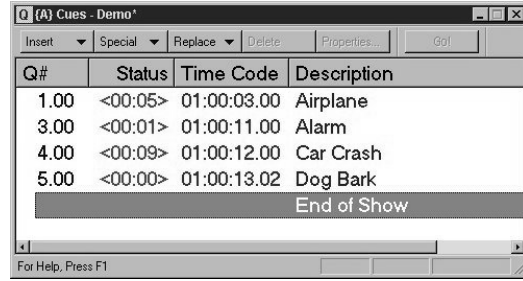 Q {A} Cues - Demo*
Insert Special Replace Delete Properties... Go!
Q# Status Time Code Description
1.00 <00:05> 01:00:03.00 Airplane
3.00 <00:01> 01:00:11.00 Alarm
4.00 <00:09> 01:00:12.00 Car Crash
5.00 <00:00> 01:00:13.02 Dog Bark
End of Show
For Help, Press F1